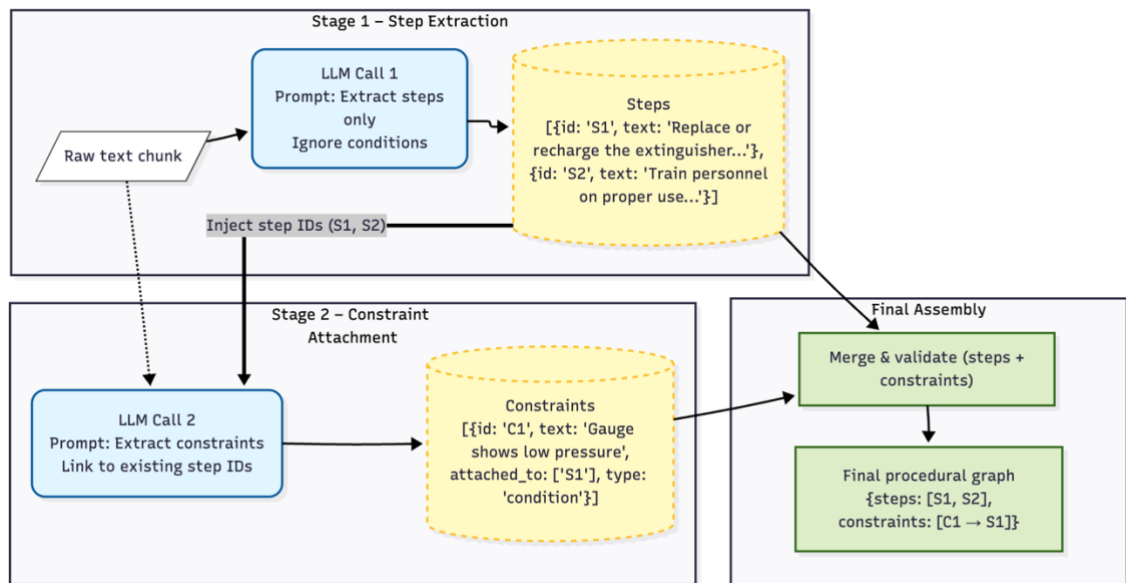 Stage 1 – Step Extraction
LLM Call 1
Prompt: Extract steps
only
Ignore conditions
Steps
[{id: 'S1', text: 'Replace or
recharge the extinguisher...'},
{id: 'S2', text: 'Train personnel
on proper use...'}]
Raw text chunk
Inject step IDs (S1, S2)
Stage 2 – Constraint
Attachment
LLM Call 2
Prompt: Extract constraints
Link to existing step IDs
Constraints
[{id: 'C1', text: 'Gauge
shows low pressure',
attached_to: ['S1'], type:
'condition'}]
Final Assembly
Merge & validate (steps +
constraints)
Final procedural graph
{steps: [S1, S2],
constraints: [C1 → S1]}